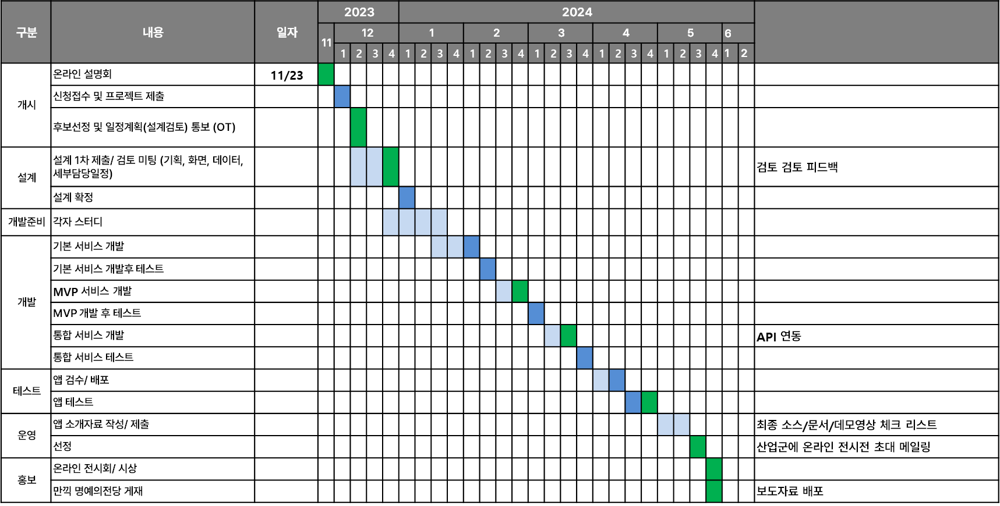 구분 내용 일자 2023 2024
11 12 1 2 3 4 5 6
1 2 3 4 1 2 3 4 1 2 3 4 1 2 3 4 1 2 3 4 1 2 3 4 1 2
개시
온라인 설명회 11/23
신청접수 및 프로젝트 제출
후보선정 및 일정계획(설계검토) 통보 (OT)
설계
설계 1차 제출/ 검토 미팅 (기획, 화면, 데이터,
세부담당일정)
검토 검토 피드백
설계 확정
개발준비 각자 스터디
개발
기본 서비스 개발
기본 서비스 개발후 테스트
MVP 서비스 개발
MVP 개발 후 테스트
통합 서비스 개발 API 연동
통합 서비스 테스트
테스트
앱 검수/ 배포
앱 테스트
운영
앱 소개자료 작성/ 제출 최종 소스/문서/데모영상 체크 리스트
선정 산업군에 온라인 전시전 초대 메일링
홍보
온라인 전시회/ 시상
만끽 명예의전당 게재 보도자료 배포